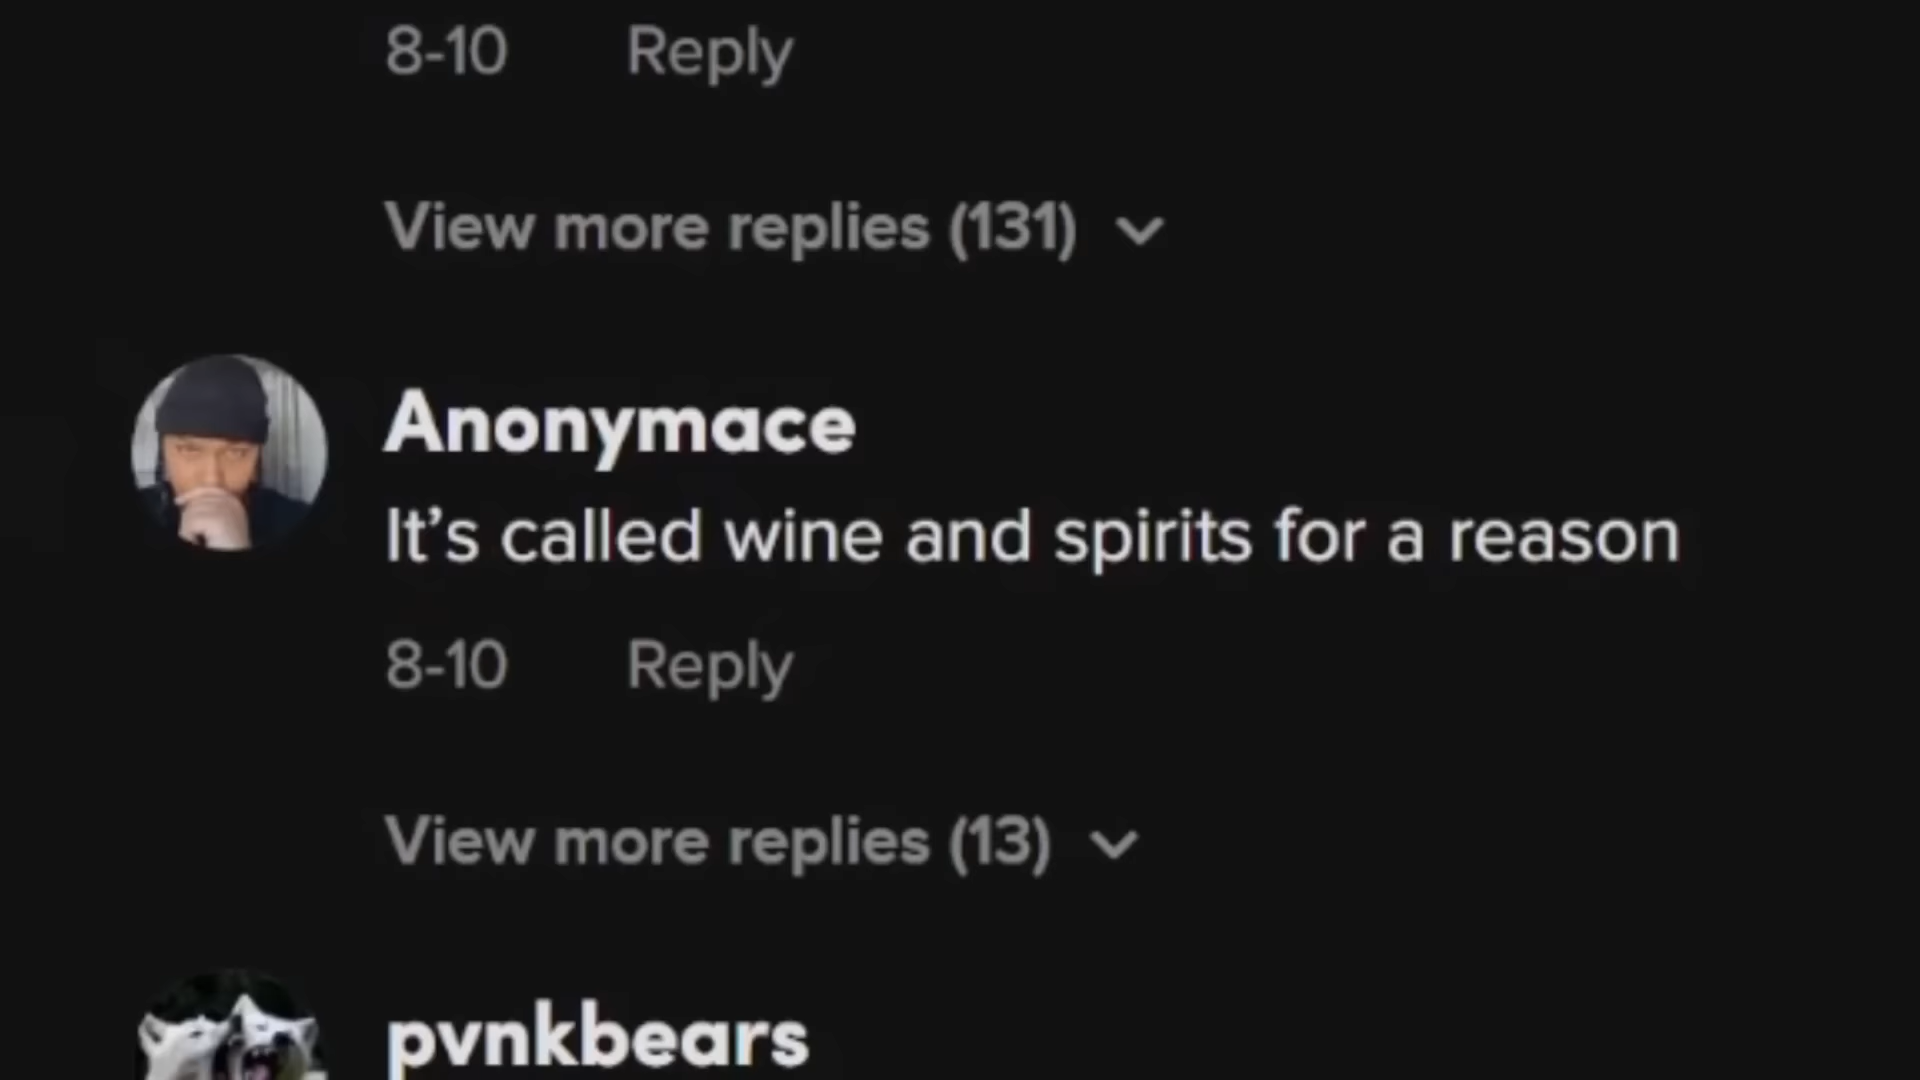 8-10 Reply
View more replies (131)
Anonymace
It's called wine and spirits for a reason
8-10 Reply
View more replies (13)
pvnkbears